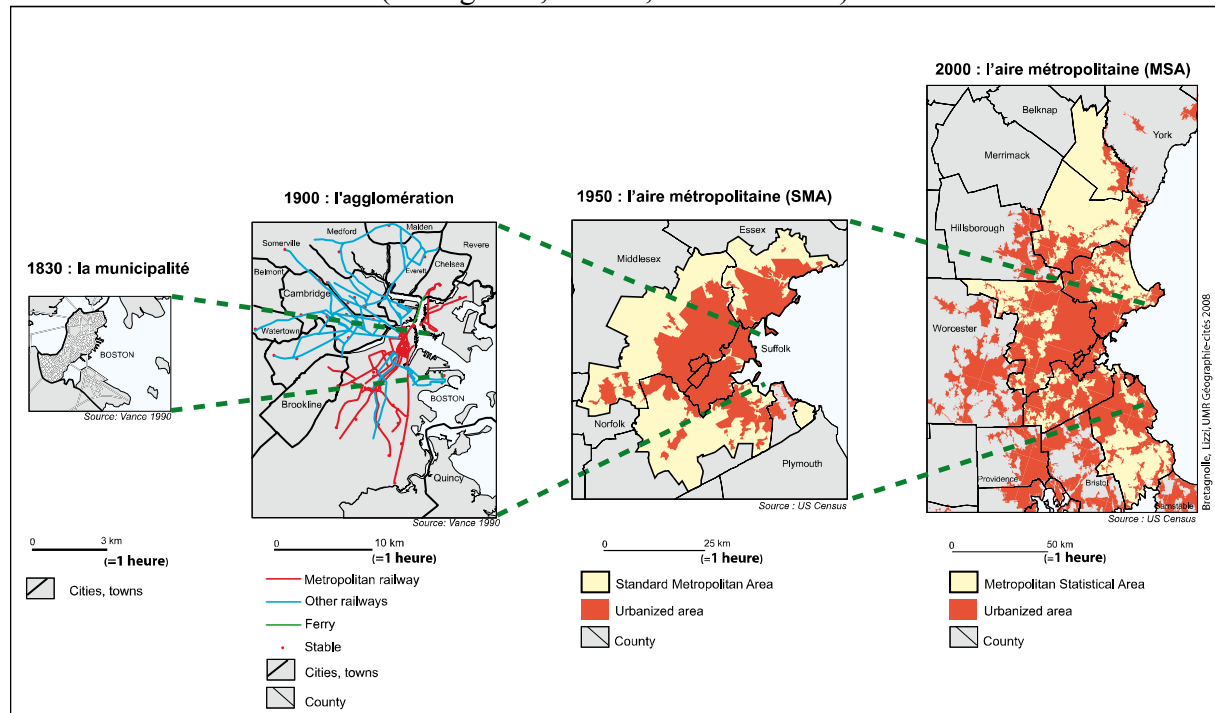 2000 : l'aire métropolitaine (MSA)
Belknap
York
Merrimack
Hillsborough
Worcester
Providence
Bristol
Barnstable
Source : US Census
50 km
(=1 heure)
Metropolitan Statistical Area
Urbanized area
County
1950 : l'aire métropolitaine (SMA)
Essex
Middlesex
Suffolk
Norfolk
Plymouth
Source : US Census
25 km
(=1 heure)
Standard Metropolitan Area
Urbanized area
County
1900 : l'agglomération
Medford
Malden
Somerville
Revere
Everett
Chelsea
Belmont
Cambridge
Watertown
Brookline
BOSTON
Quincy
Source: Vance 1990
10 km
(=1 heure)
Metropolitan railway
Other railways
Ferry
Stable
Cities, towns
County
1830 : la municipalité
BOSTON
Source: Vance 1990
3 km
(=1 heure)
Cities, towns
Bretagnolle, Lizzi, UMR Géographie-cités 2008